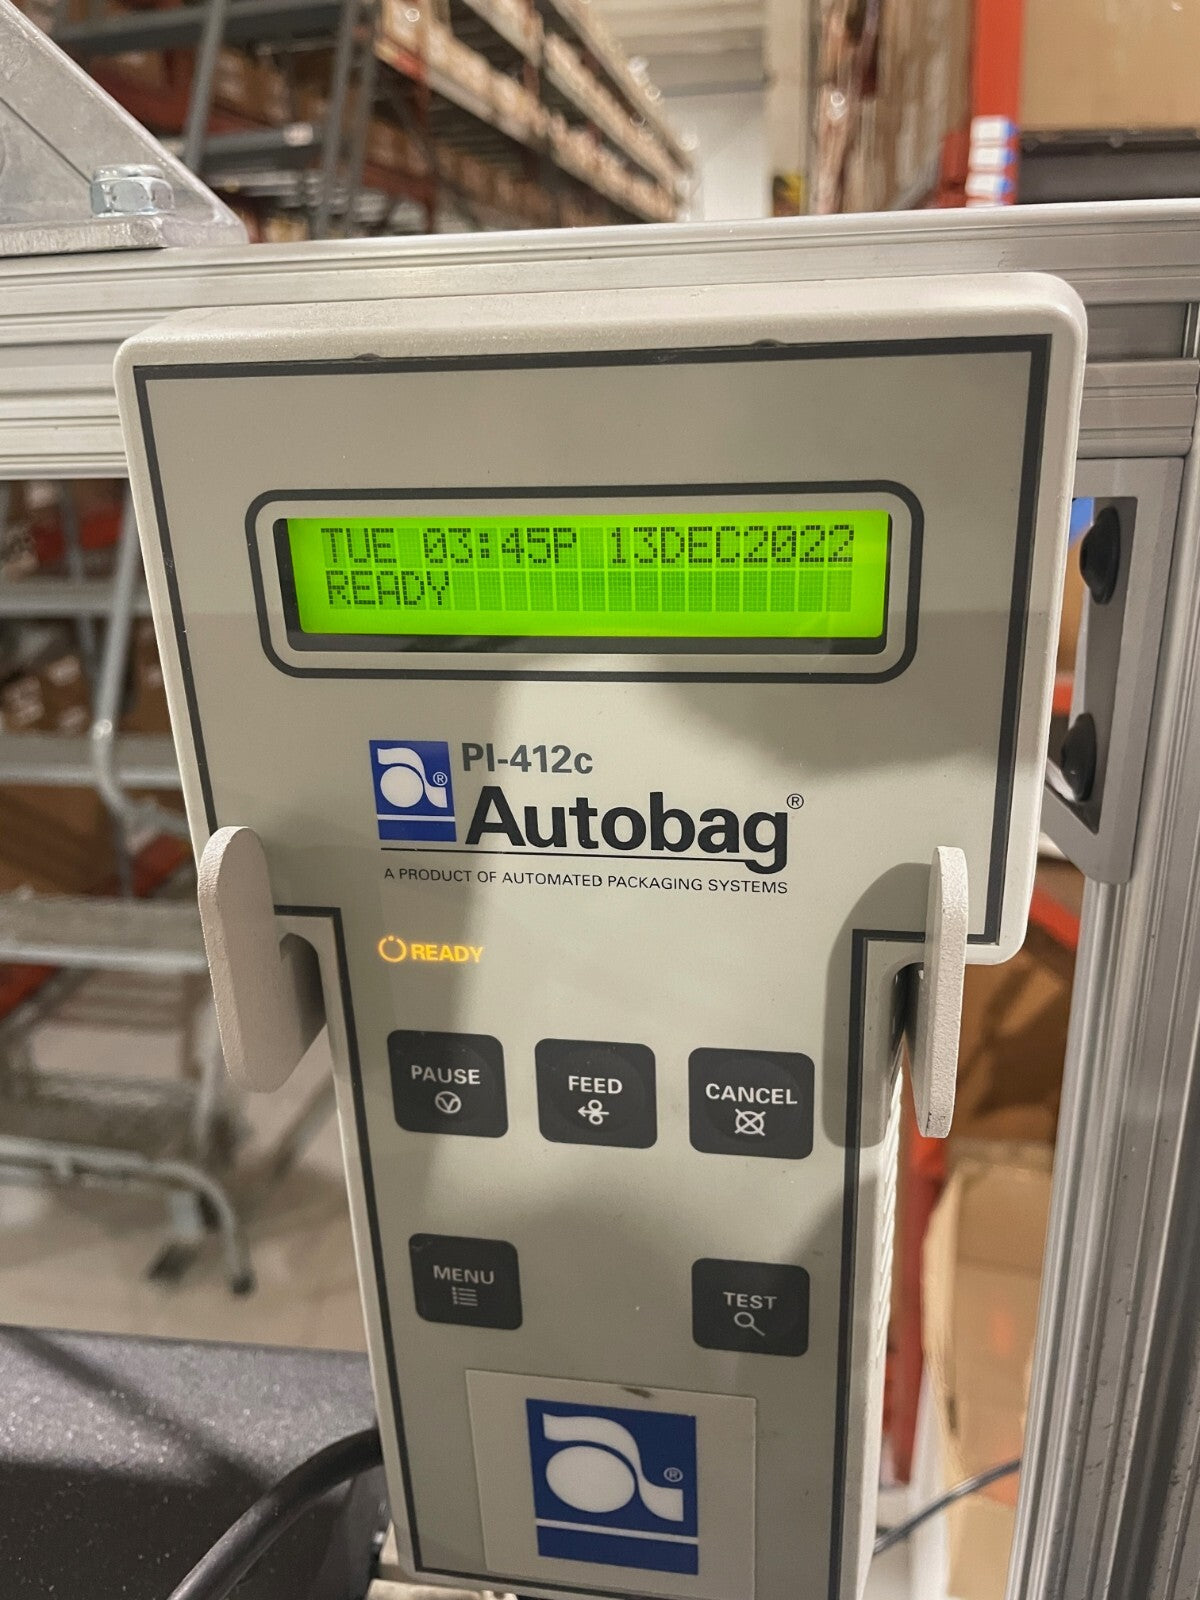 TUE 03:45P 13DEC2022
READY
PI-412c
Autobag®
A PRODUCT OF AUTOMATED PACKAGING SYSTEMS
READY
PAUSE
FEED
CANCEL
MENU
TEST
a®